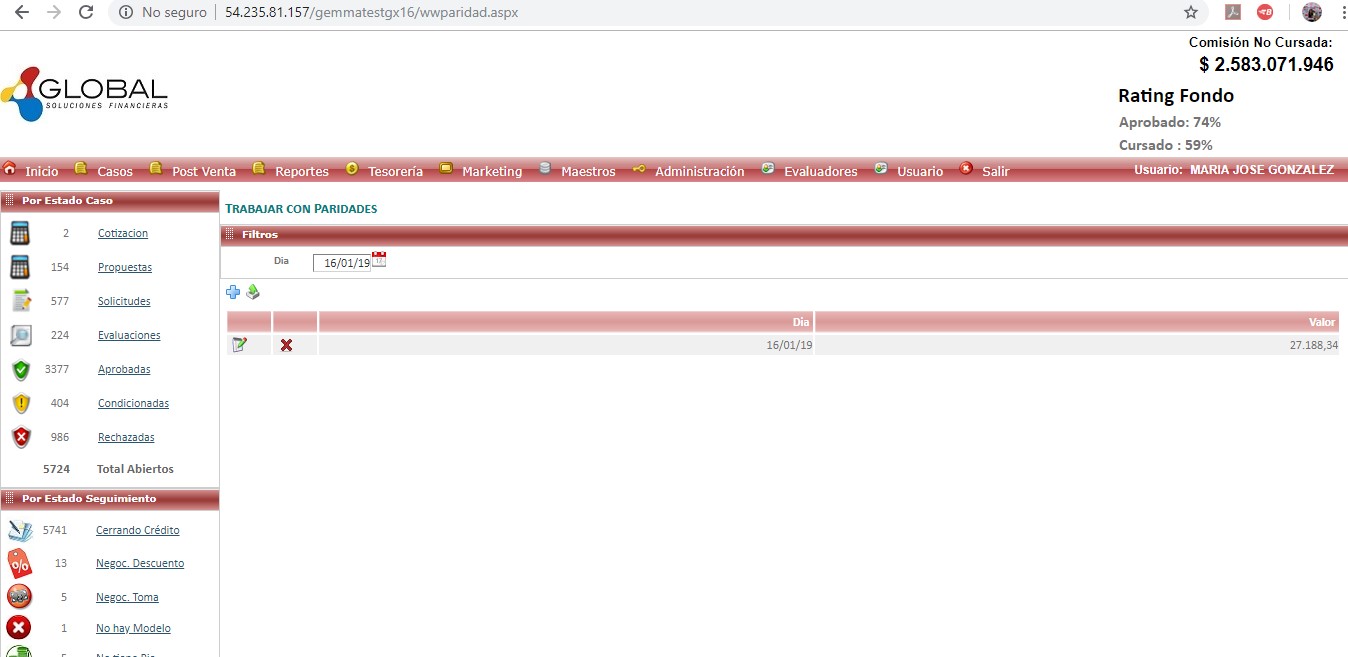 No seguro
54.235.81.157/gemmatestgx16/wwparidad.aspx
Comisión No Cursada:
$ 2.583.071.946
GLOBAL
SOLUCIONES FINANCIERAS
Rating Fondo
Aprobado: 74%
Cursado : 59%
Inicio Casos Post Venta Reportes Tesorería Marketing Maestros Administración Evaluadores Usuario Salir Usuario: MARIA JOSE GONZALEZ
Por Estado Caso
2 Cotizacion
154 Propuestas
577 Solicitudes
224 Evaluaciones
3377 Aprobadas
404 Condicionadas
986 Rechazadas
5724 Total Abiertos
Por Estado Seguimiento
5741 Cerrando Crédito
13 Negoc. Descuento
5 Negoc. Toma
1 No hay Modelo
TRABAJAR CON PARIDADES
Filtros
Dia 16/01/19
Dia Valor
16/01/19 27.188,34